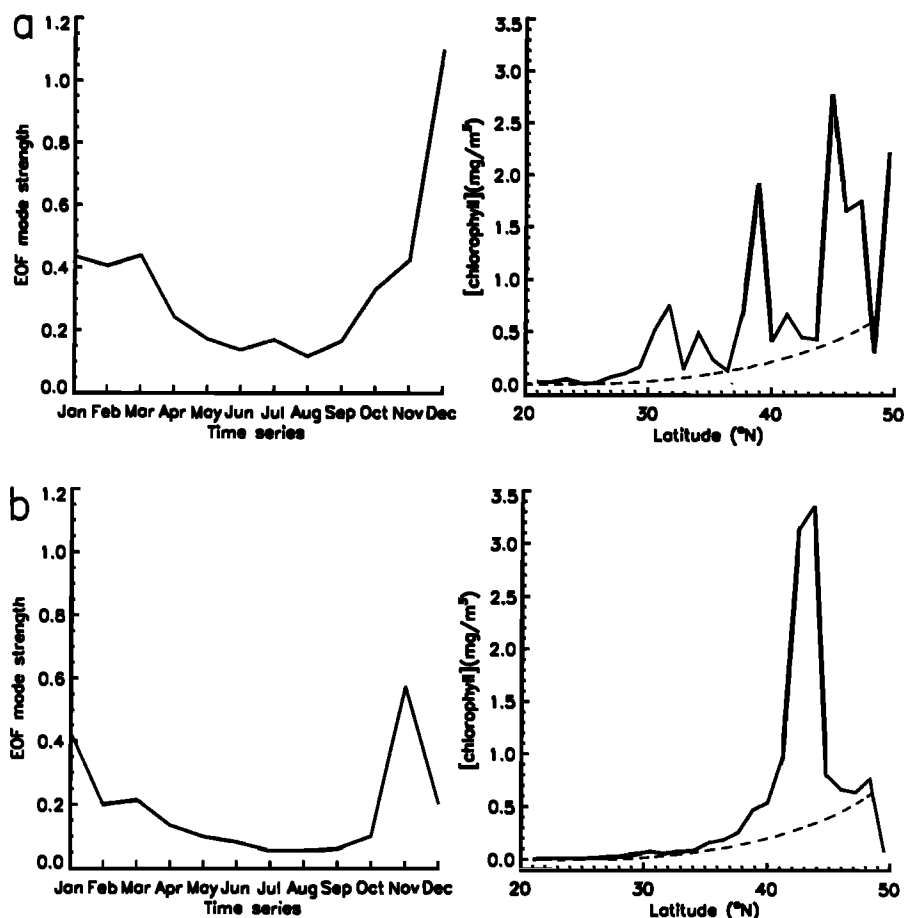 a
EOF mode strength
1.2
1.0
0.8
0.6
0.4
0.2
0.0
Jan Feb Mar Apr May Jun Jul Aug Sep Oct Nov Dec
Time series
[chlorophyll](mg/m³)
3.5
3.0
2.5
2.0
1.5
1.0
0.5
0.0
20 30 40 50
Latitude (°N)
b
EOF mode strength
1.2
1.0
0.8
0.6
0.4
0.2
0.0
Jan Feb Mar Apr May Jun Jul Aug Sep Oct Nov Dec
Time series
[chlorophyll](mg/m³)
3.5
3.0
2.5
2.0
1.5
1.0
0.5
0.0
20 30 40 50
Latitude (°N)